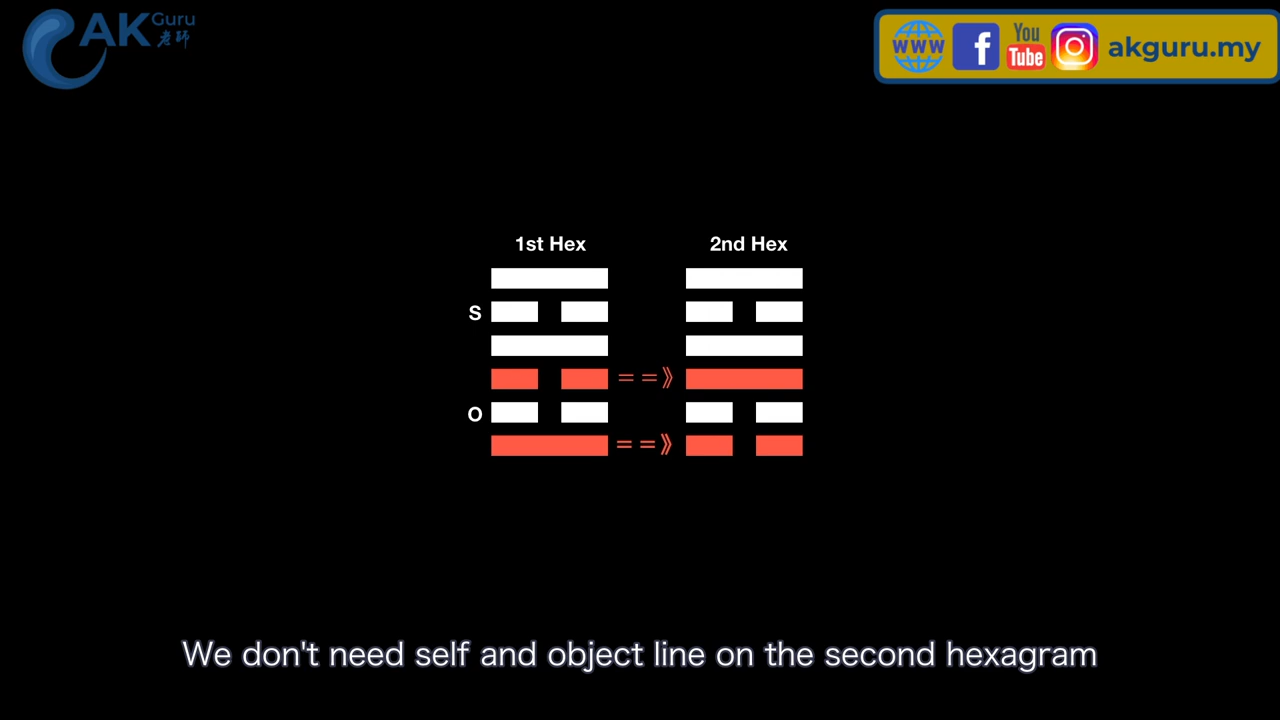 AK Guru
老師
www
f
You
Tube
akguru.my
1st Hex
2nd Hex
S
==》
O
==》
We don't need self and object line on the second hexagram